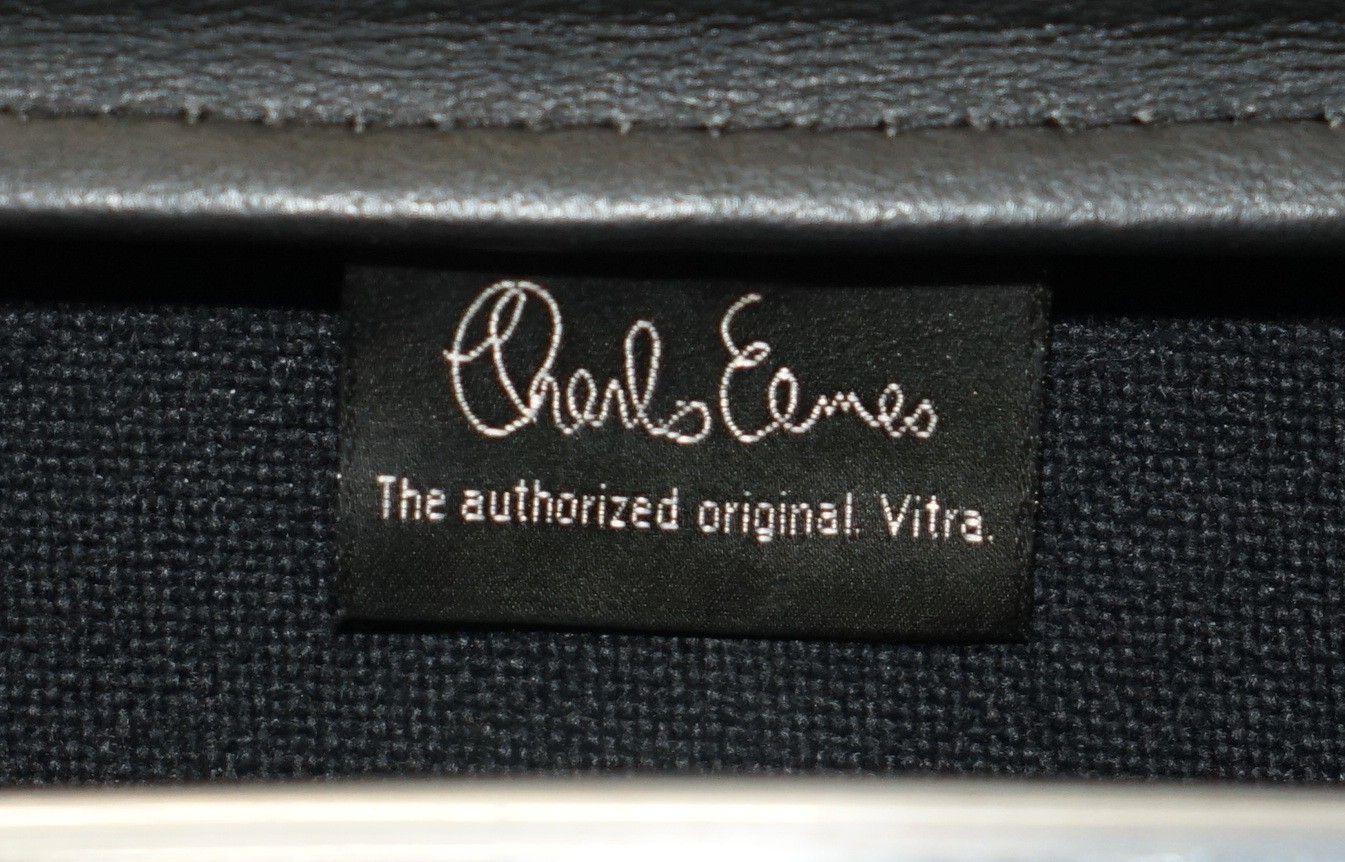 Charles Eames
The authorized original. Vitra.